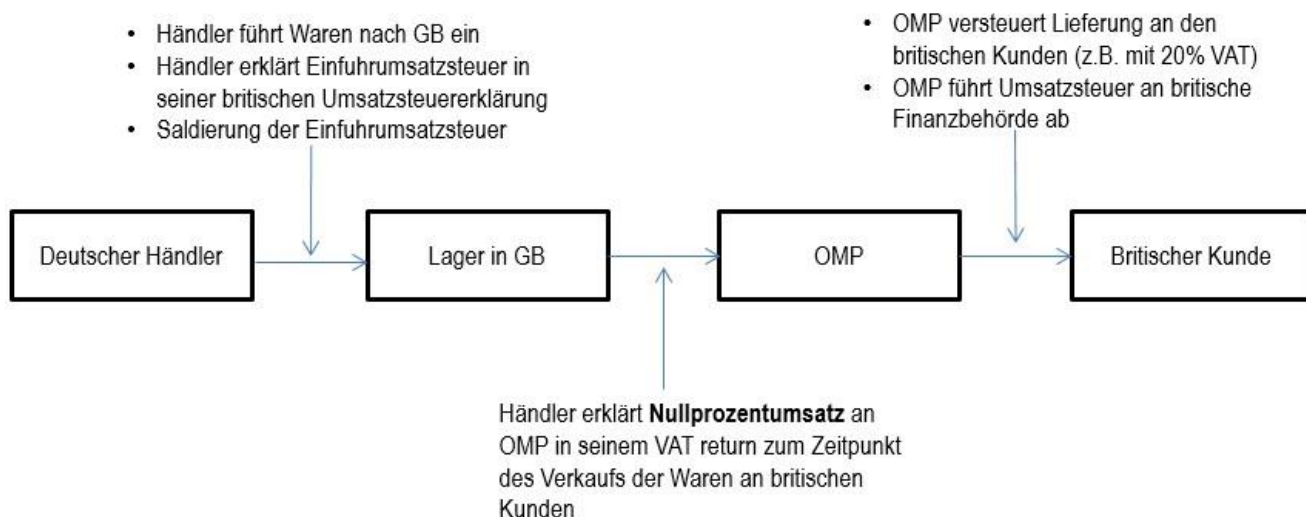 • Händler führt Waren nach GB ein
• Händler erklärt Einfuhrumsatzsteuer in
seiner britischen Umsatzsteuererklärung
• Saldierung der Einfuhrumsatzsteuer
• OMP versteuert Lieferung an den
britischen Kunden (z.B. mit 20% VAT)
• OMP führt Umsatzsteuer an britische
Finanzbehörde ab
Deutscher Händler
Lager in GB
OMP
Britischer Kunde
Händler erklärt Nullprozentumsatz an
OMP in seinem VAT return zum Zeitpunkt
des Verkaufs der Waren an britischen
Kunden